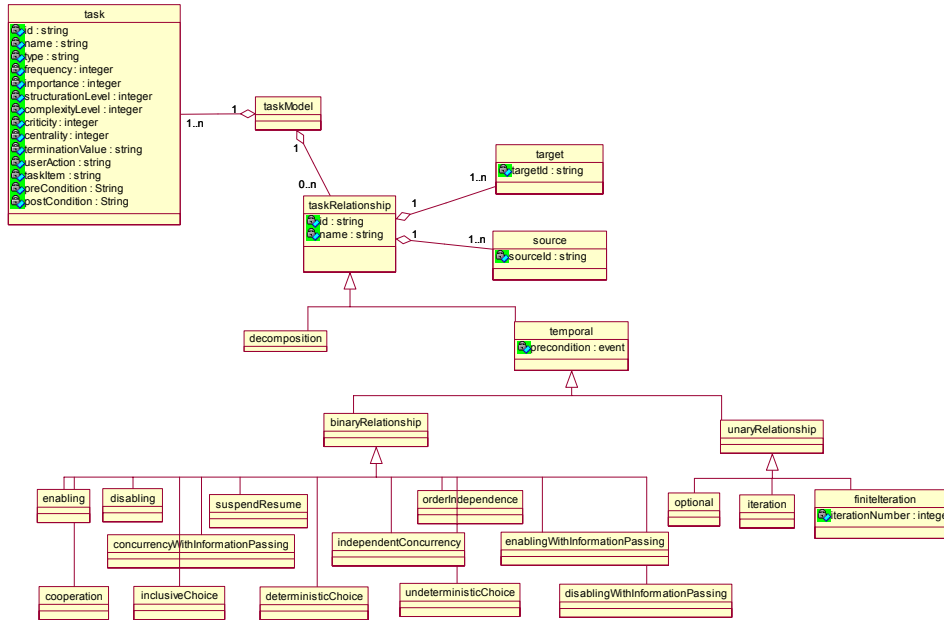 task
id : string
name : string
type : string
frequency : integer
importance : integer
structurationLevel : integer
complexityLevel : integer
criticity : integer
centrality : integer
terminationValue : string
userAction : string
taskItem : string
preCondition : String
postCondition : String
1..n
1
taskModel
1
0..n
taskRelationship
id : string
name : string
1
1..n
target
targetId : string
1
1..n
source
sourceId : string
decomposition
temporal
precondition : event
binaryRelationship
unaryRelationship
enabling
disabling
suspendResume
orderIndependence
optional
iteration
finiteIteration
iterationNumber : intege
concurrencyWithInformationPassing
independentConcurrency
enablingWithInformationPassing
cooperation
inclusiveChoice
deterministicChoice
undeterministicChoice
disablingWithInformationPassing